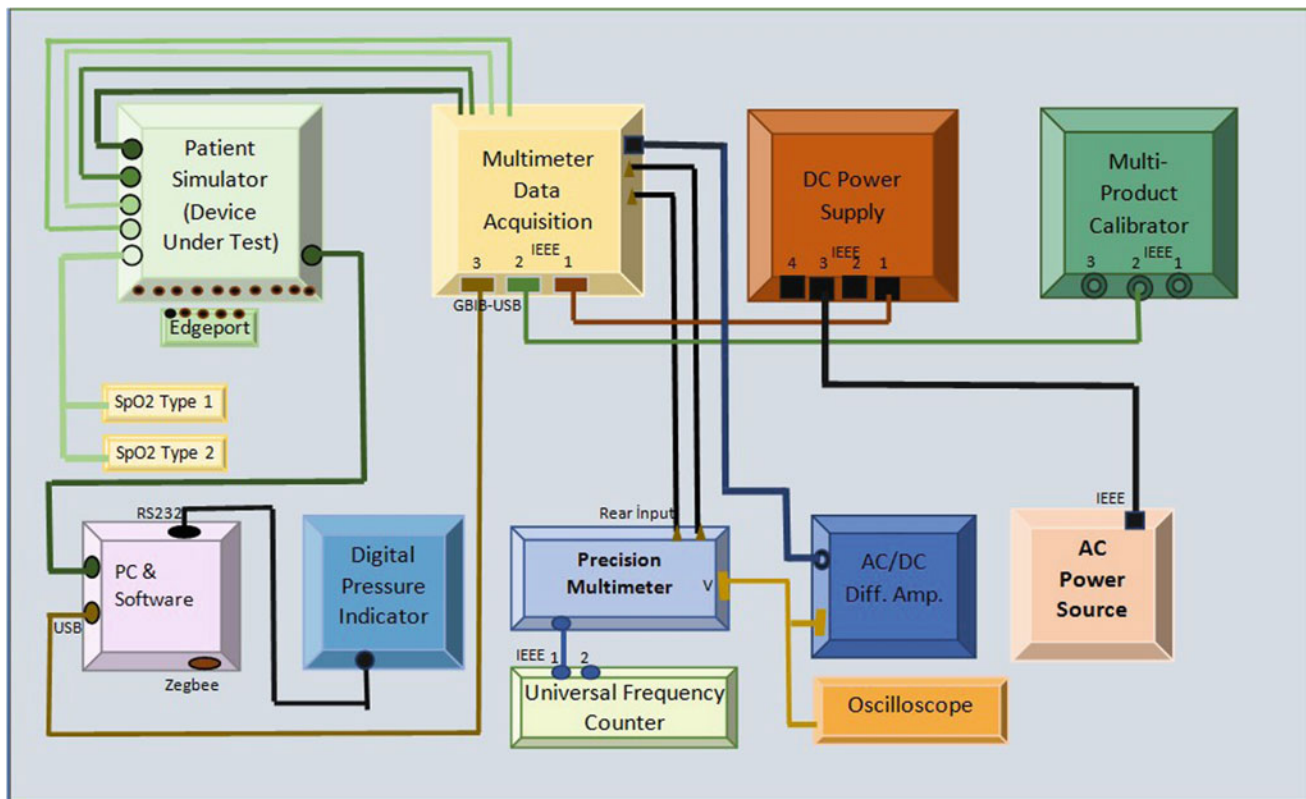 Patient
Simulator
(Device
Under Test)
Edgeport
SpO2 Type 1
SpO2 Type 2
Multimeter
Data
Acquisition
IEEE
3 2 1
GBIB-USB
DC Power
Supply
IEEE
4 3 2 1
Multi-
Product
Calibrator
IEEE
3 2 1
RS232
PC &
Software
USB
Zegbee
Digital
Pressure
Indicator
Rear İnput
Precision
Multimeter
V
IEEE 1 2
Universal Frequency
Counter
AC/DC
Diff. Amp.
Oscilloscope
IEEE
AC
Power
Source